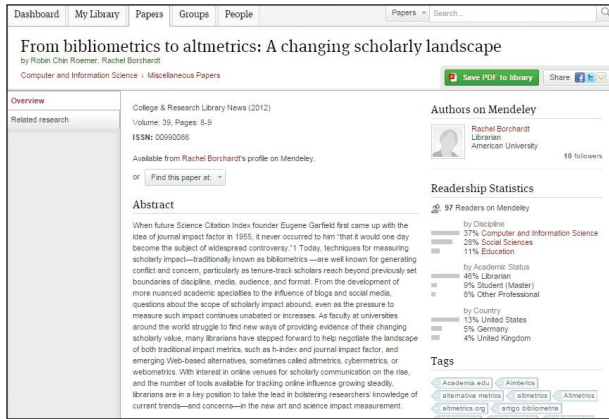 Dashboard My Library Papers Groups People Papers Search...
From bibliometrics to altmetrics: A changing scholarly landscape
by Robin Chin Roemer, Rachel Borchardt
Computer and Information Science › Miscellaneous Papers
Save PDF to library Share
Overview
Related research
College & Research Library News (2012)
Volume: 39, Pages: 8-9
ISSN: 00990086
Available from Rachel Borchardt's profile on Mendeley.
or Find this paper at:
Abstract
When future Science Citation Index founder Eugene Garfield first came up with the
idea of journal impact factor in 1955, it never occurred to him "that it would one day
become the subject of widespread controversy."1 Today, techniques for measuring
scholarly impact—traditionally known as bibliometrics —are well known for generating
conflict and concern, particularly as tenure-track scholars reach beyond previously set
boundaries of discipline, media, audience, and format. From the development of
more nuanced academic specialties to the influence of blogs and social media,
questions about the scope of scholarly impact abound, even as the pressure to
measure such impact continues unabated or increases. As faculty at universities
around the world struggle to find new ways of providing evidence of their changing
scholarly value, many librarians have stepped forward to help negotiate the landscape
of both traditional impact metrics, such as h-index and journal impact factor, and
emerging Web-based alternatives, sometimes called altmetrics, cybermetrics, or
webometrics. With interest in online venues for scholarly communication on the rise,
and the number of tools available for tracking online influence growing steadily,
librarians are in a key position to take the lead in bolstering researchers' knowledge of
current trends—and concerns—in the new art and science impact measurement.
Authors on Mendeley
Rachel Borchardt
Librarian
American University
10 followers
Readership Statistics
97 Readers on Mendeley
by Discipline
37% Computer and Information Science
28% Social Sciences
11% Education
by Academic Status
46% Librarian
9% Student (Master)
8% Other Professional
by Country
13% United States
5% Germany
4% United Kingdom
Tags
Academia.edu Almterics
alternative metrics altmetrics Altmetrics
altmetrics.org artigo bibliometria